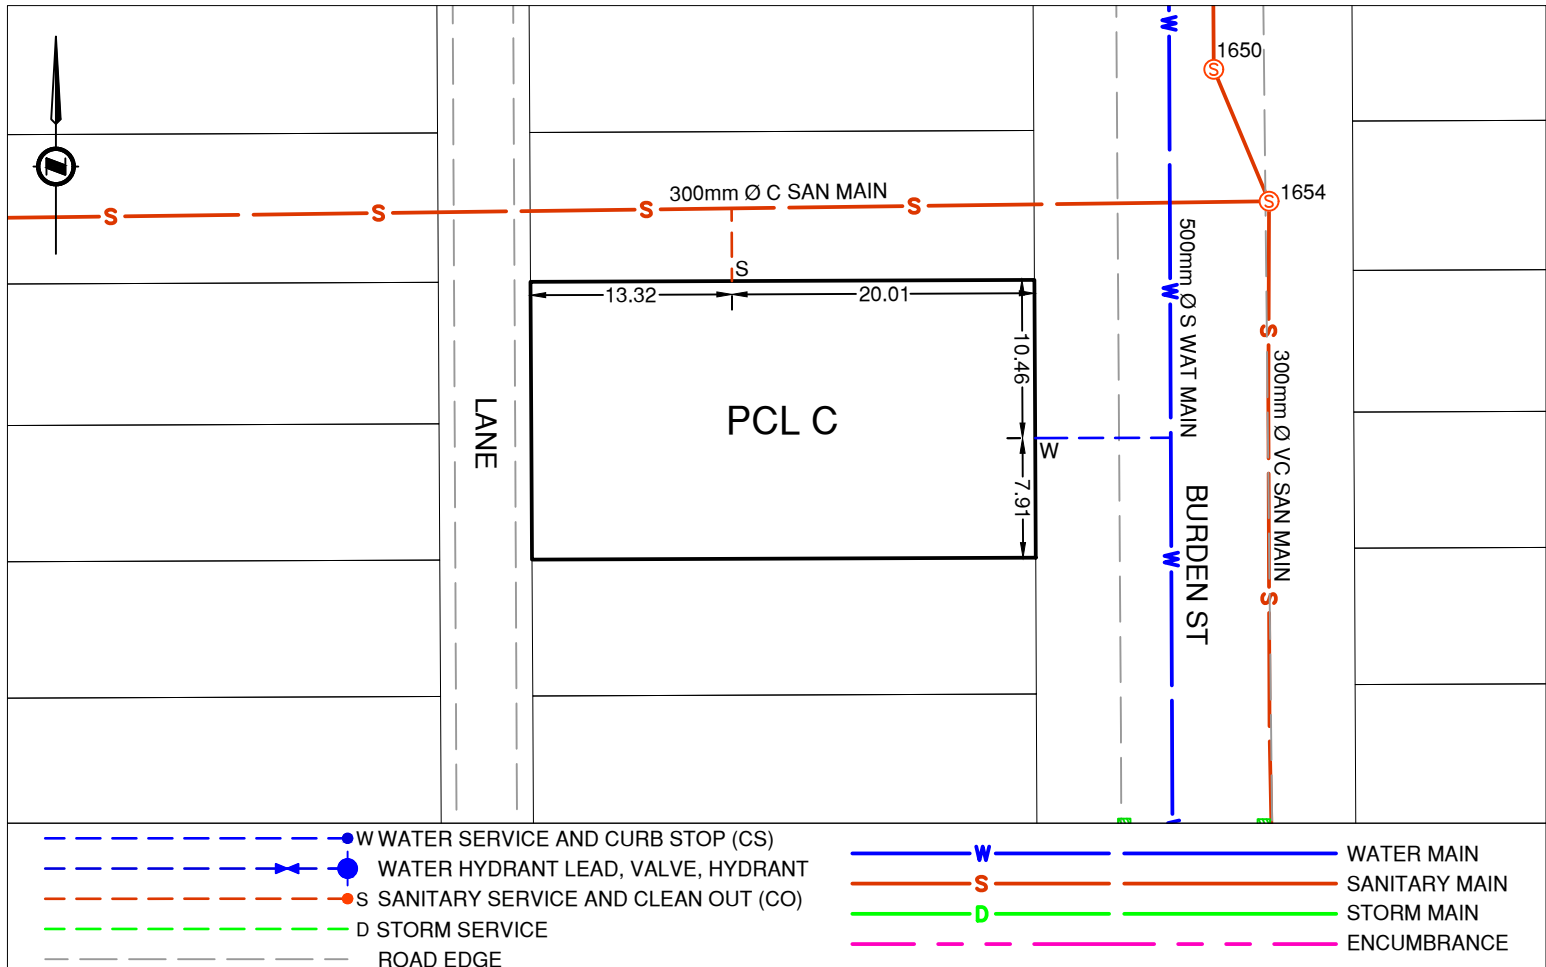 1650
1654
300mm Ø C SAN MAIN
S
S
S
S
S
13.32
20.01
10.46
7.91
PCL C
LANE
W
W
W
W
500mm Ø S WAT MAIN
BURDEN ST
300mm Ø VC SAN MAIN
S
S
S
S
W WATER SERVICE AND CURB STOP (CS)
WATER HYDRANT LEAD, VALVE, HYDRANT
S SANITARY SERVICE AND CLEAN OUT (CO)
D STORM SERVICE
ROAD EDGE
W WATER MAIN
S SANITARY MAIN
D STORM MAIN
ENCUMBRANCE